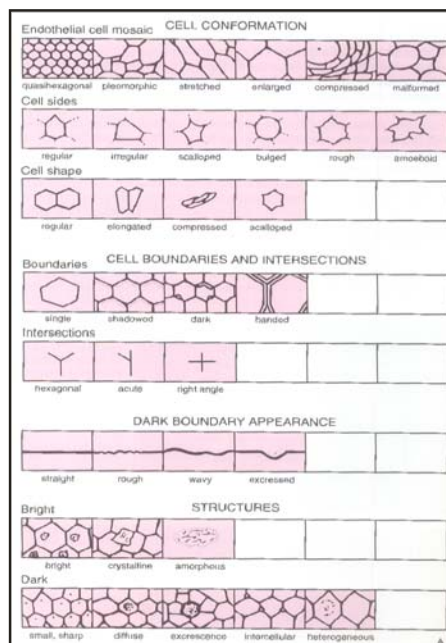 CELL CONFORMATION
Endothelial cell mosaic
quasihexagonal pleomorphic stretched enlarged compressed malformed
Cell sides
regular irregular scalloped bulged rough amoeboid
Cell shape
regular elongated compressed scalloped
CELL BOUNDARIES AND INTERSECTIONS
Boundaries
single shadowed dark banded
Intersections
hexagonal acute right angle
DARK BOUNDARY APPEARANCE
straight rough wavy excressed
STRUCTURES
Bright
bright crystalline amorphous
Dark
small, sharp diffuse excrescence intercellular heterogeneous
A